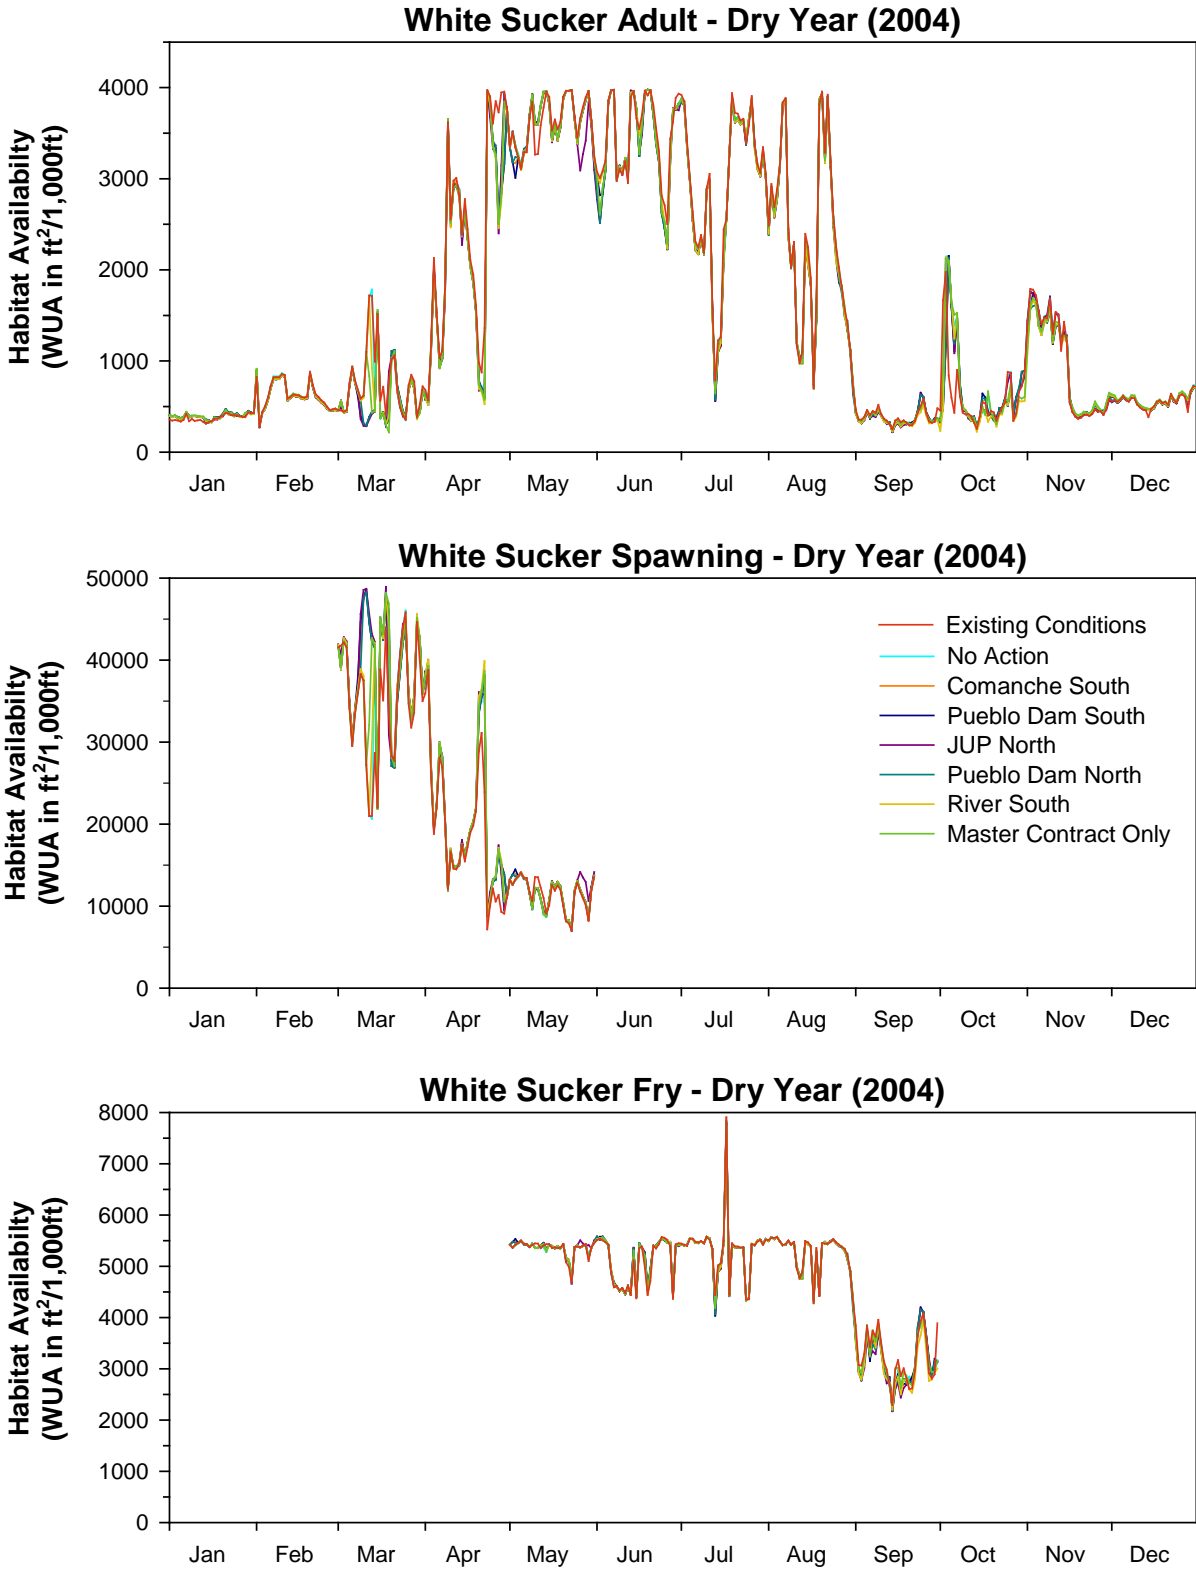 White Sucker Adult - Dry Year (2004)
Habitat Availabilty
(WUA in ft²/1,000ft)
4000
3000
2000
1000
0
Jan Feb Mar Apr May Jun Jul Aug Sep Oct Nov Dec
White Sucker Spawning - Dry Year (2004)
Habitat Availabilty
(WUA in ft²/1,000ft)
50000
40000
30000
20000
10000
0
Existing Conditions
No Action
Comanche South
Pueblo Dam South
JUP North
Pueblo Dam North
River South
Master Contract Only
Jan Feb Mar Apr May Jun Jul Aug Sep Oct Nov Dec
White Sucker Fry - Dry Year (2004)
Habitat Availabilty
(WUA in ft²/1,000ft)
8000
7000
6000
5000
4000
3000
2000
1000
0
Jan Feb Mar Apr May Jun Jul Aug Sep Oct Nov Dec